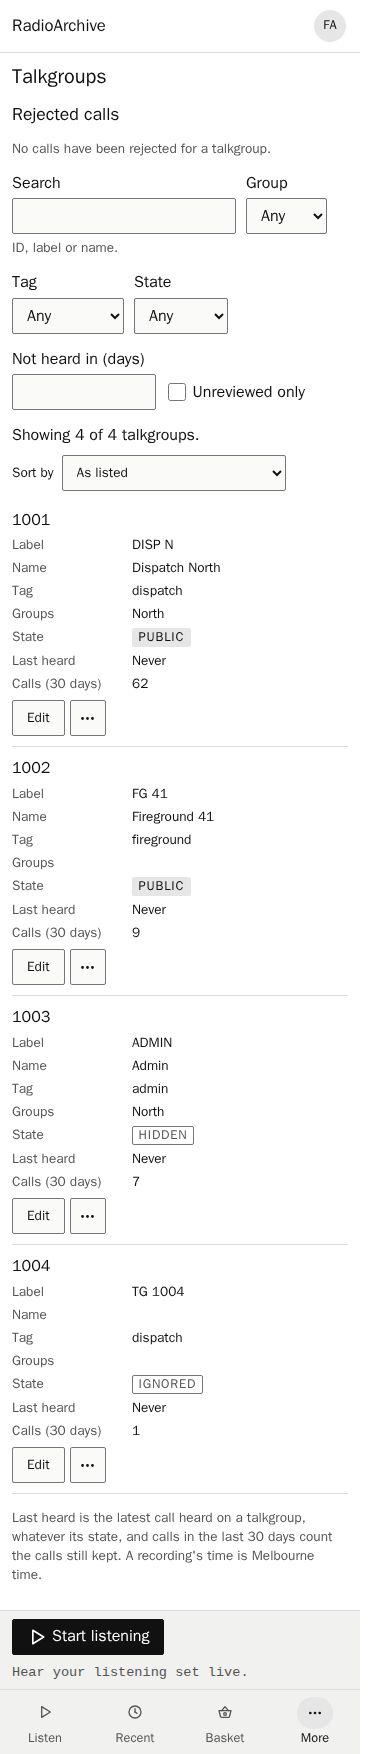 RadioArchive
FA
Talkgroups
Rejected calls
No calls have been rejected for a talkgroup.
Search
Group
Any
ID, label or name.
Tag
State
Any
Any
Not heard in (days)
Unreviewed only
Showing 4 of 4 talkgroups.
Sort by
As listed
1001
Label DISP N
Name Dispatch North
Tag dispatch
Groups North
State PUBLIC
Last heard Never
Calls (30 days) 62
Edit ...
1002
Label FG 41
Name Fireground 41
Tag fireground
Groups
State PUBLIC
Last heard Never
Calls (30 days) 9
Edit ...
1003
Label ADMIN
Name Admin
Tag admin
Groups North
State HIDDEN
Last heard Never
Calls (30 days) 7
Edit ...
1004
Label TG 1004
Name
Tag dispatch
Groups
State IGNORED
Last heard Never
Calls (30 days) 1
Edit ...
Last heard is the latest call heard on a talkgroup,
whatever its state, and calls in the last 30 days count
the calls still kept. A recording's time is Melbourne
time.
Start listening
Hear your listening set live.
Listen
Recent
Basket
More